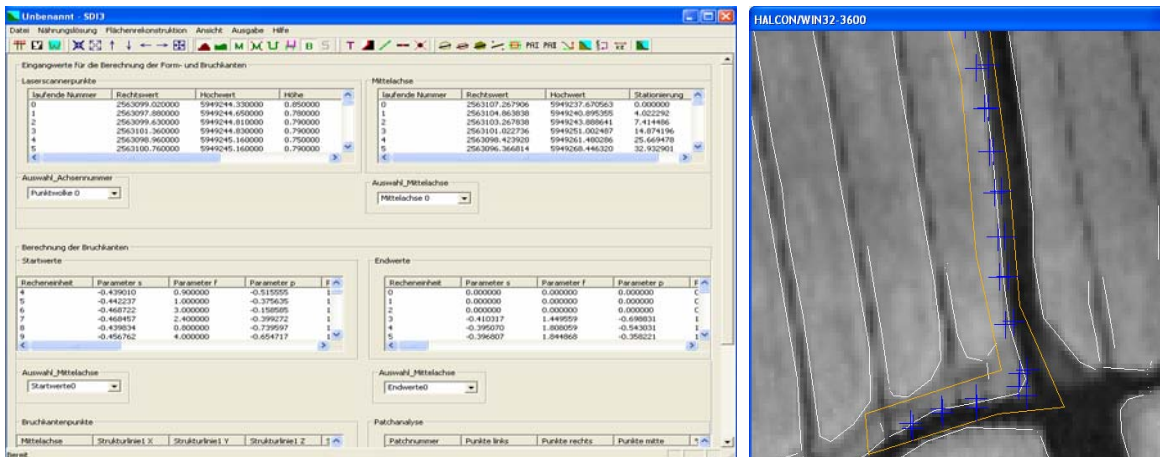 Unbenannt - SDI3
Datei Nährungslösung Flächenrekonstruktion Ansicht Ausgabe Hilfe
M B S T PRI PRI
Eingangwerte für die Berechnung der Form- und Bruchkanten
Laserscannerpunkte
laufende Nummer Rechtswert Hochwert Höhe
0 2563099.020000 5949244.330000 0.850000
1 2563097.880000 5949244.650000 0.780000
2 2563099.630000 5949244.810000 0.790000
3 2563101.360000 5949244.830000 0.790000
4 2563098.960000 5949245.160000 0.750000
5 2563100.760000 5949245.160000 0.790000
Mittelachse
laufende Nummer Rechtswert Hochwert Stationierung
0 2563107.267906 5949237.670563 0.000000
1 2563104.863838 5949240.895355 4.022292
2 2563103.267838 5949243.888641 7.414486
3 2563101.022736 5949251.002487 14.874196
4 2563098.423920 5949261.480286 25.669478
5 2563096.366814 5949268.446320 32.932901
Auswahl_Achsennummer
Punktwolke 0
Auswahl_Mittelachse
Mittelachse 0
Berechnung der Bruchkanten
Startwerte
Recheneinheit Parameter s Parameter f Parameter p
4 -0.439010 0.900000 -0.515555 1
5 -0.442237 1.000000 -0.375635 1
6 -0.468722 3.000000 -0.158585 1
7 -0.468457 2.400000 -0.399272 1
8 -0.439834 0.800000 -0.739597 1
9 -0.456762 4.000000 -0.654717 1
Endwerte
Recheneinheit Parameter s Parameter f Parameter p
0 0.000000 0.000000 0.000000
1 0.000000 0.000000 0.000000
2 0.000000 0.000000 0.000000
3 -0.410317 1.449559 -0.698831 1
4 -0.395070 1.808059 -0.543031 1
5 -0.396807 1.844868 -0.358221 1
Auswahl_Mittelachse
Startwerte0
Auswahl_Mittelachse
Endwerte0
Bruchkantenpunkte
Mittelachse Strukturlinie1 X Strukturlinie1 Y Strukturlinie1 Z
Patchanalyse
Patchnummer Punkte links Punkte rechts Punkte mitte
Bereit
HALCON/WIN32-3600